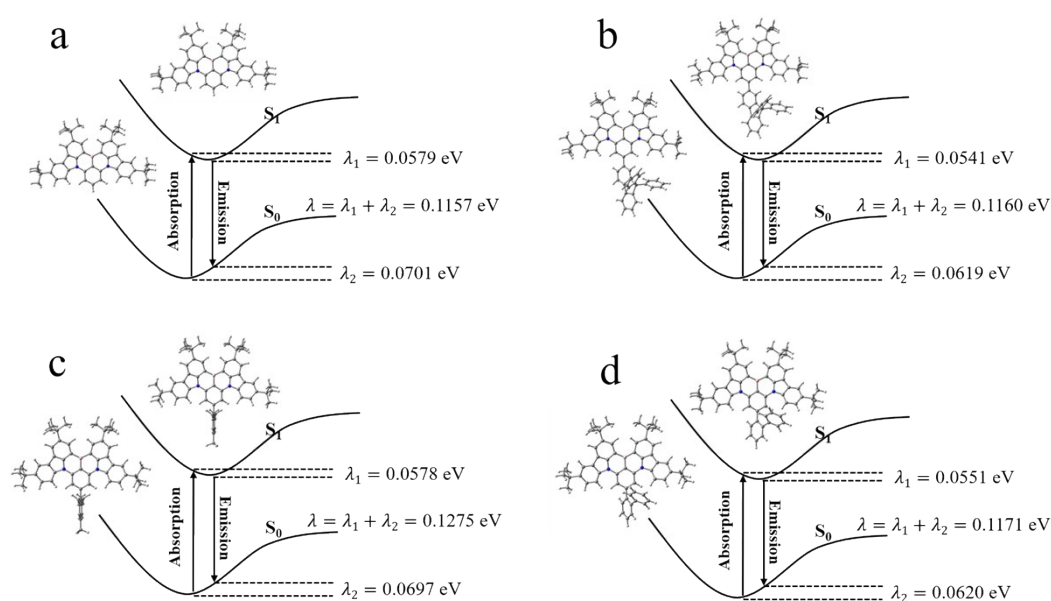 a
S₁
λ₁ = 0.0579 eV
Absorption
Emission
S₀
λ = λ₁ + λ₂ = 0.1157 eV
λ₂ = 0.0701 eV
b
S₁
λ₁ = 0.0541 eV
Absorption
Emission
S₀
λ = λ₁ + λ₂ = 0.1160 eV
λ₂ = 0.0619 eV
c
S₁
λ₁ = 0.0578 eV
Absorption
Emission
S₀
λ = λ₁ + λ₂ = 0.1275 eV
λ₂ = 0.0697 eV
d
S₁
λ₁ = 0.0551 eV
Absorption
Emission
S₀
λ = λ₁ + λ₂ = 0.1171 eV
λ₂ = 0.0620 eV